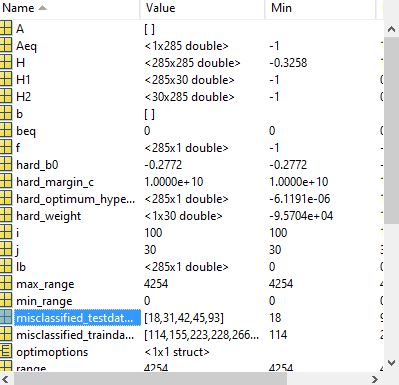 Name Value Min
A [ ]
Aeq <1x285 double> -1
H <285x285 double> -0.3258
H1 <285x30 double> -1
H2 <30x285 double> -1
b [ ]
beq 0 0
f <285x1 double> -1
hard_b0 -0.2772 -0.2772
hard_margin_c 1.0000e+10 1.0000e+10
hard_optimum_hype... <285x1 double> -6.1191e-06
hard_weight <1x30 double> -9.5704e+04
i 100 100
j 30 30
lb <285x1 double> 0
max_range 4254 4254
min_range 0 0
misclassified_testdat... [18,31,42,45,93] 18
misclassified_trainda... [114,155,223,228,266... 114
optimoptions <1x1 struct>
range 4254 4254